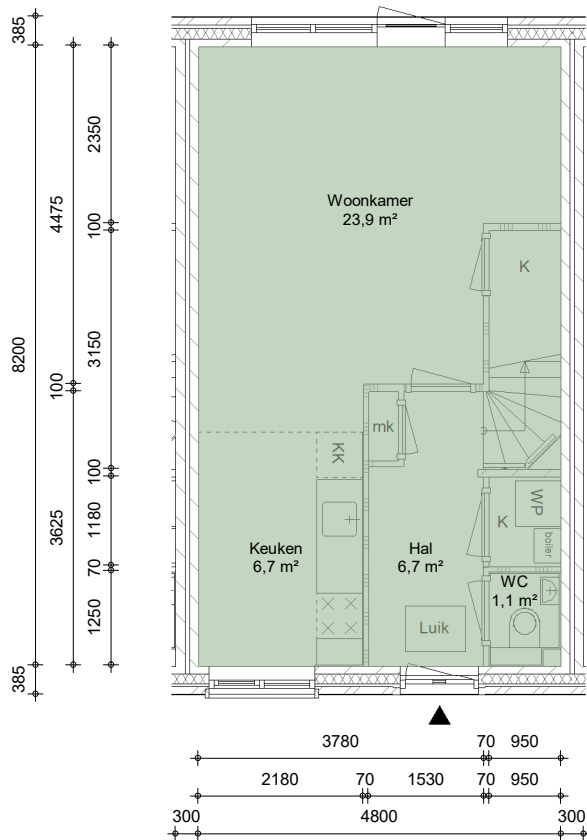 385
8200
385
4475
100
3625
2350
100
3150
100
1180
70
1250
Woonkamer
23,9 m²
K
mk
KK
Keuken
6,7 m²
Hal
6,7 m²
K
WP
boiler
WC
1,1 m²
Luik
3780
70
950
2180
70
1530
70
950
300
4800
300